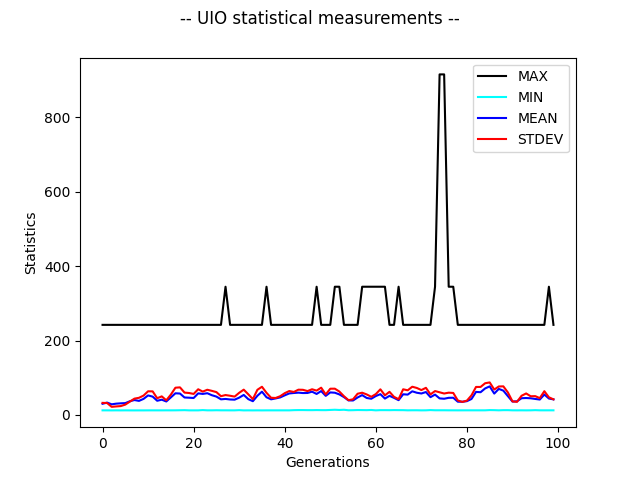 -- UIO statistical measurements --
MAX
MIN
MEAN
STDEV
Statistics
800
600
400
200
0
0 20 40 60 80 100
Generations